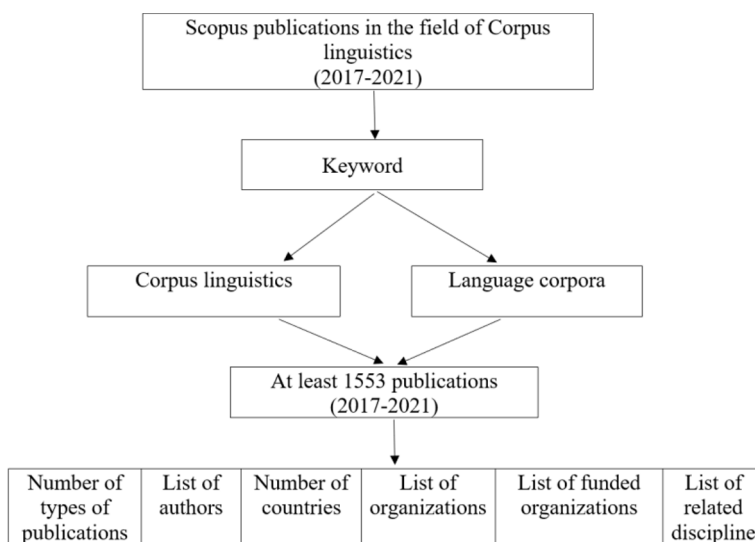 Scopus publications in the field of Corpus
linguistics
(2017-2021)
Keyword
Corpus linguistics
Language corpora
At least 1553 publications
(2017-2021)
Number of
types of
publications
List of
authors
Number of
countries
List of
organizations
List of funded
organizations
List of
related
discipline